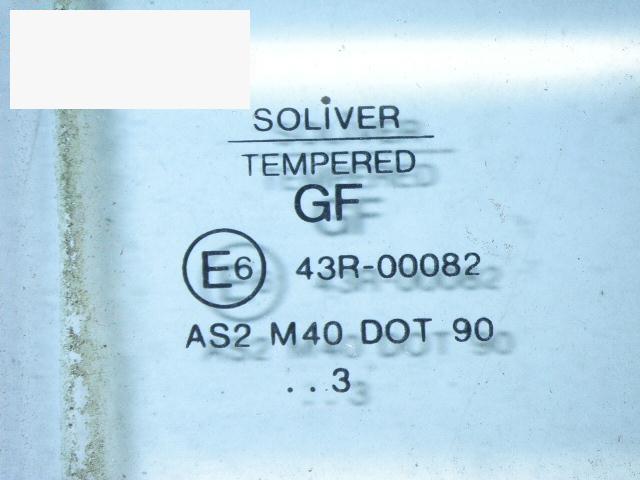 SOLiVER
TEMPERED
GF
E6 43R-00082
AS2 M40 DOT 90
..3